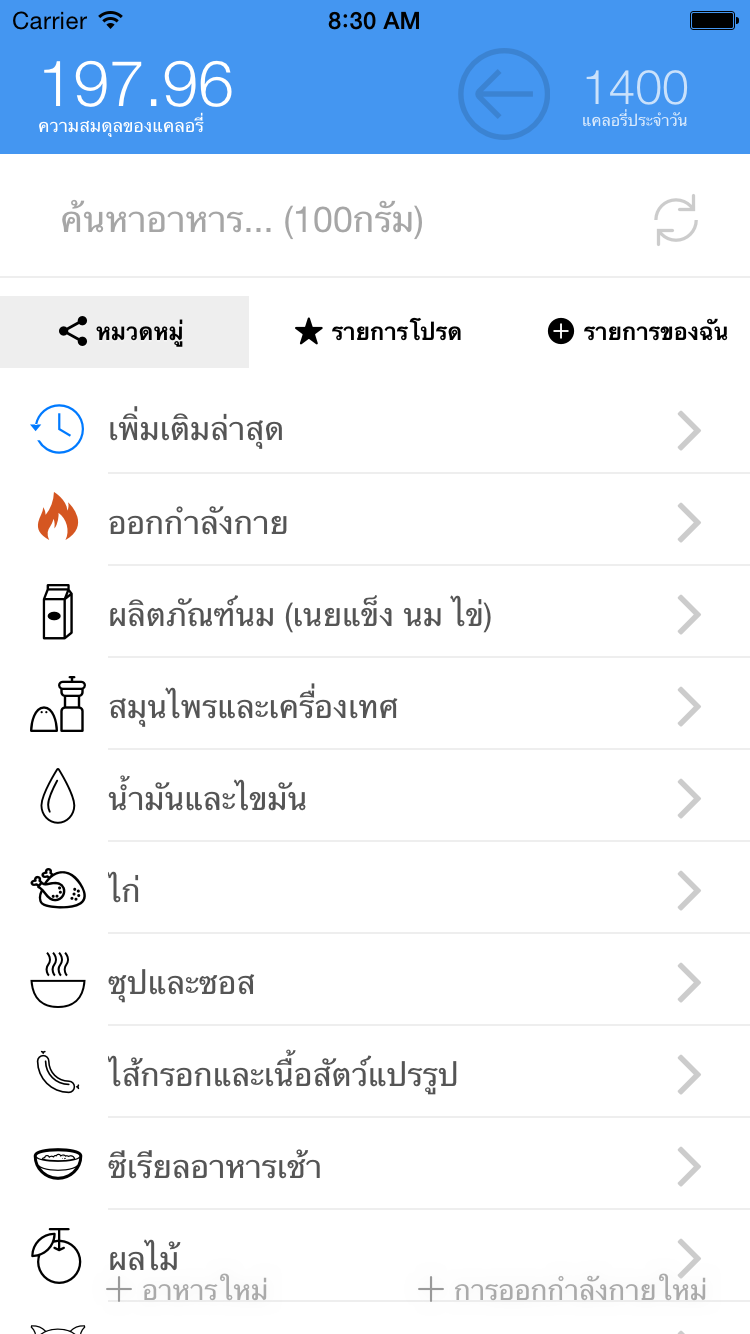 Carrier 8:30 AM
197.96 1400
ความสมดุลของแคลอรี่ แคลอรี่ประจำวัน
ค้นหาอาหาร... (100กรัม)
หมวดหมู่ รายการโปรด รายการของฉัน
เพิ่มเติมล่าสุด
ออกกำลังกาย
ผลิตภัณฑ์นม (เนยแข็ง นม ไข่)
สมุนไพรและเครื่องเทศ
น้ำมันและไขมัน
ไก่
ซุปและซอส
ไส้กรอกและเนื้อสัตว์แปรรูป
ซีเรียลอาหารเช้า
ผลไม้
+ อาหารใหม่ + การออกกำลังกายใหม่